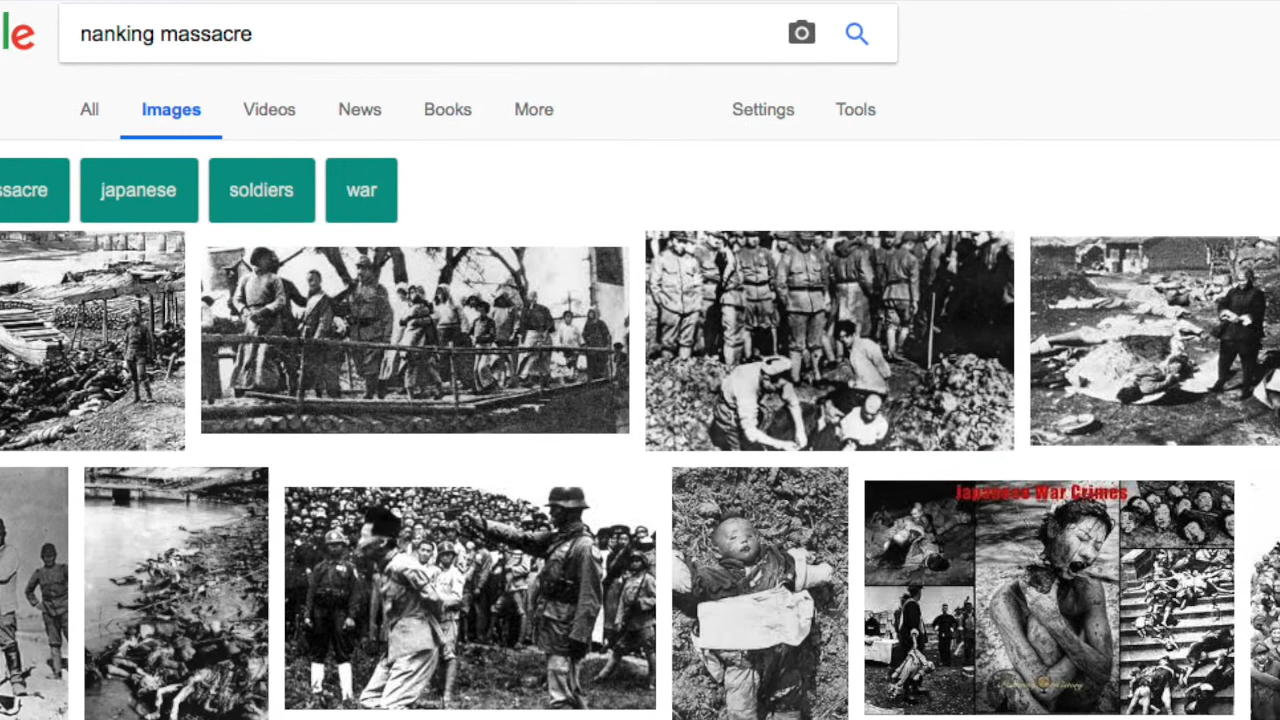 le
nanking massacre
All Images Videos News Books More Settings Tools
ssacre japanese soldiers war
Japanese War Crimes